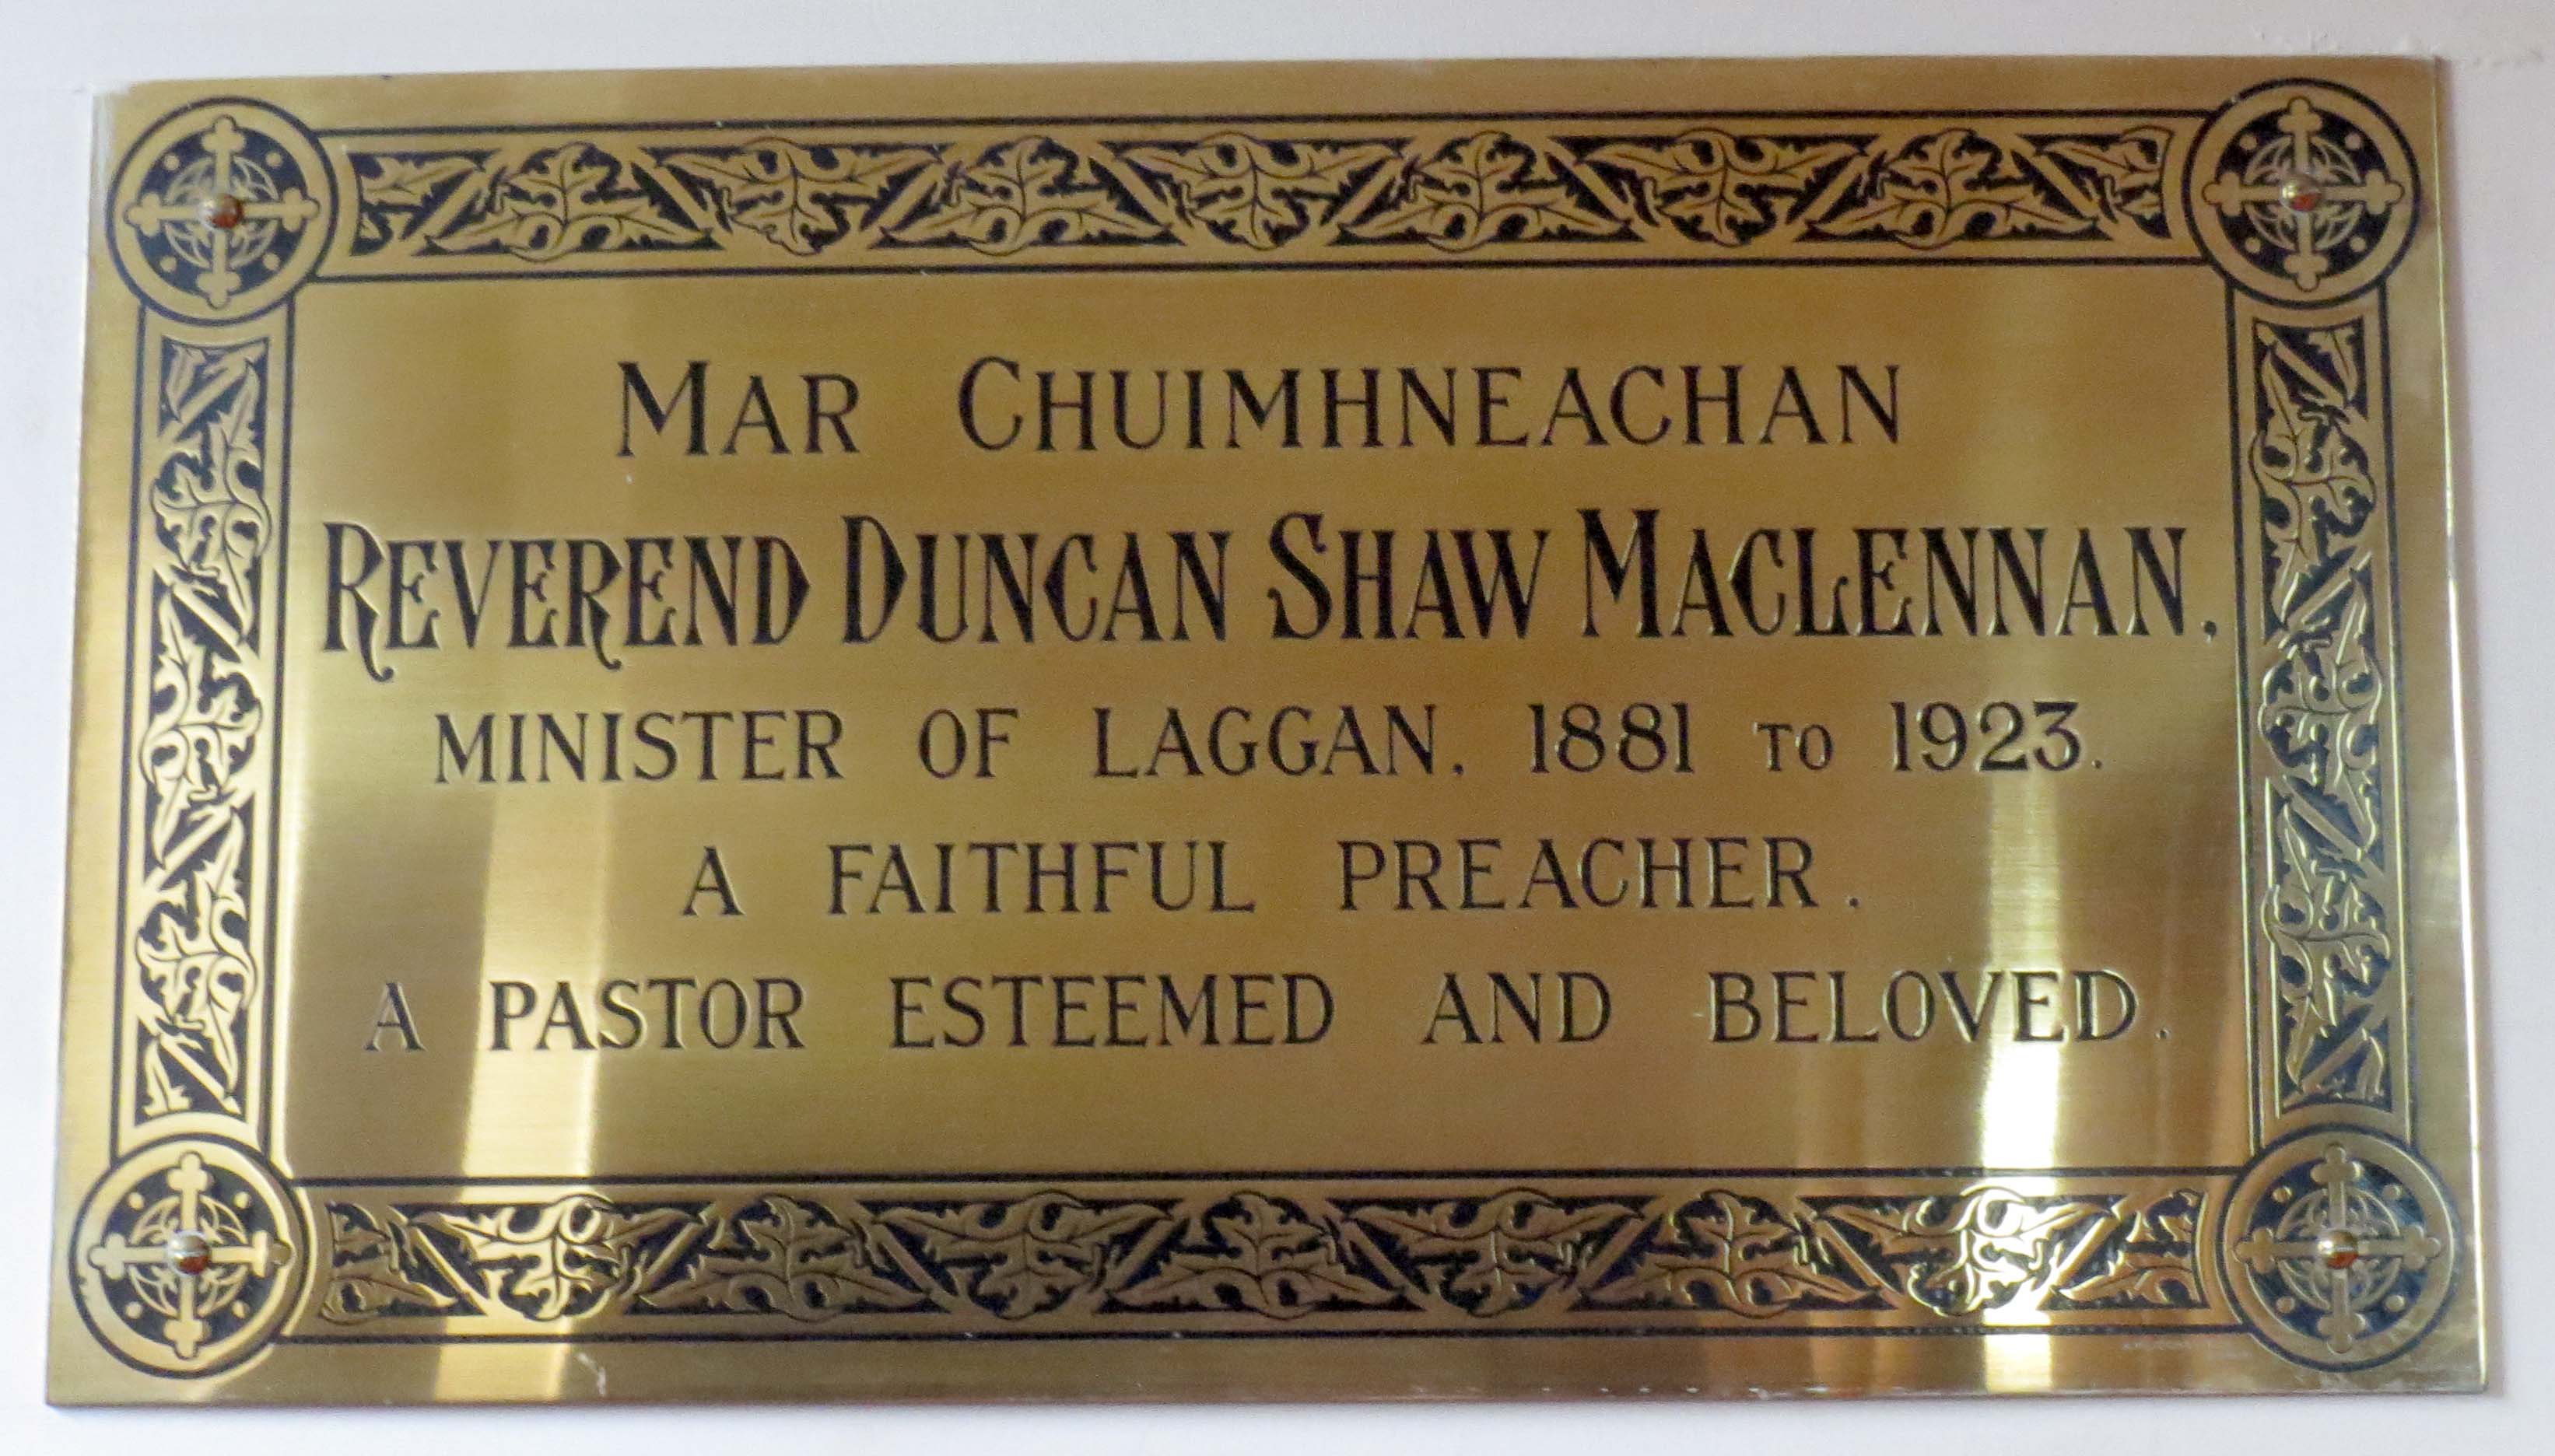 MAR CHUIMHNEACHAN
REVEREND DUNCAN SHAW MACLENNAN,
MINISTER OF LAGGAN, 1881 TO 1923.
A FAITHFUL PREACHER.
A PASTOR ESTEEMED AND BELOVED.